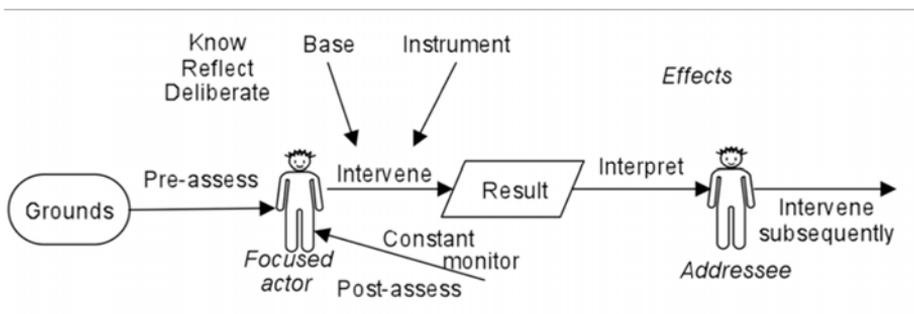 Know
Reflect
Deliberate
Base
Instrument
Effects
Pre-assess
Intervene
Interpret
Grounds
Result
Intervene
subsequently
Constant
monitor
Focused
actor
Post-assess
Addressee